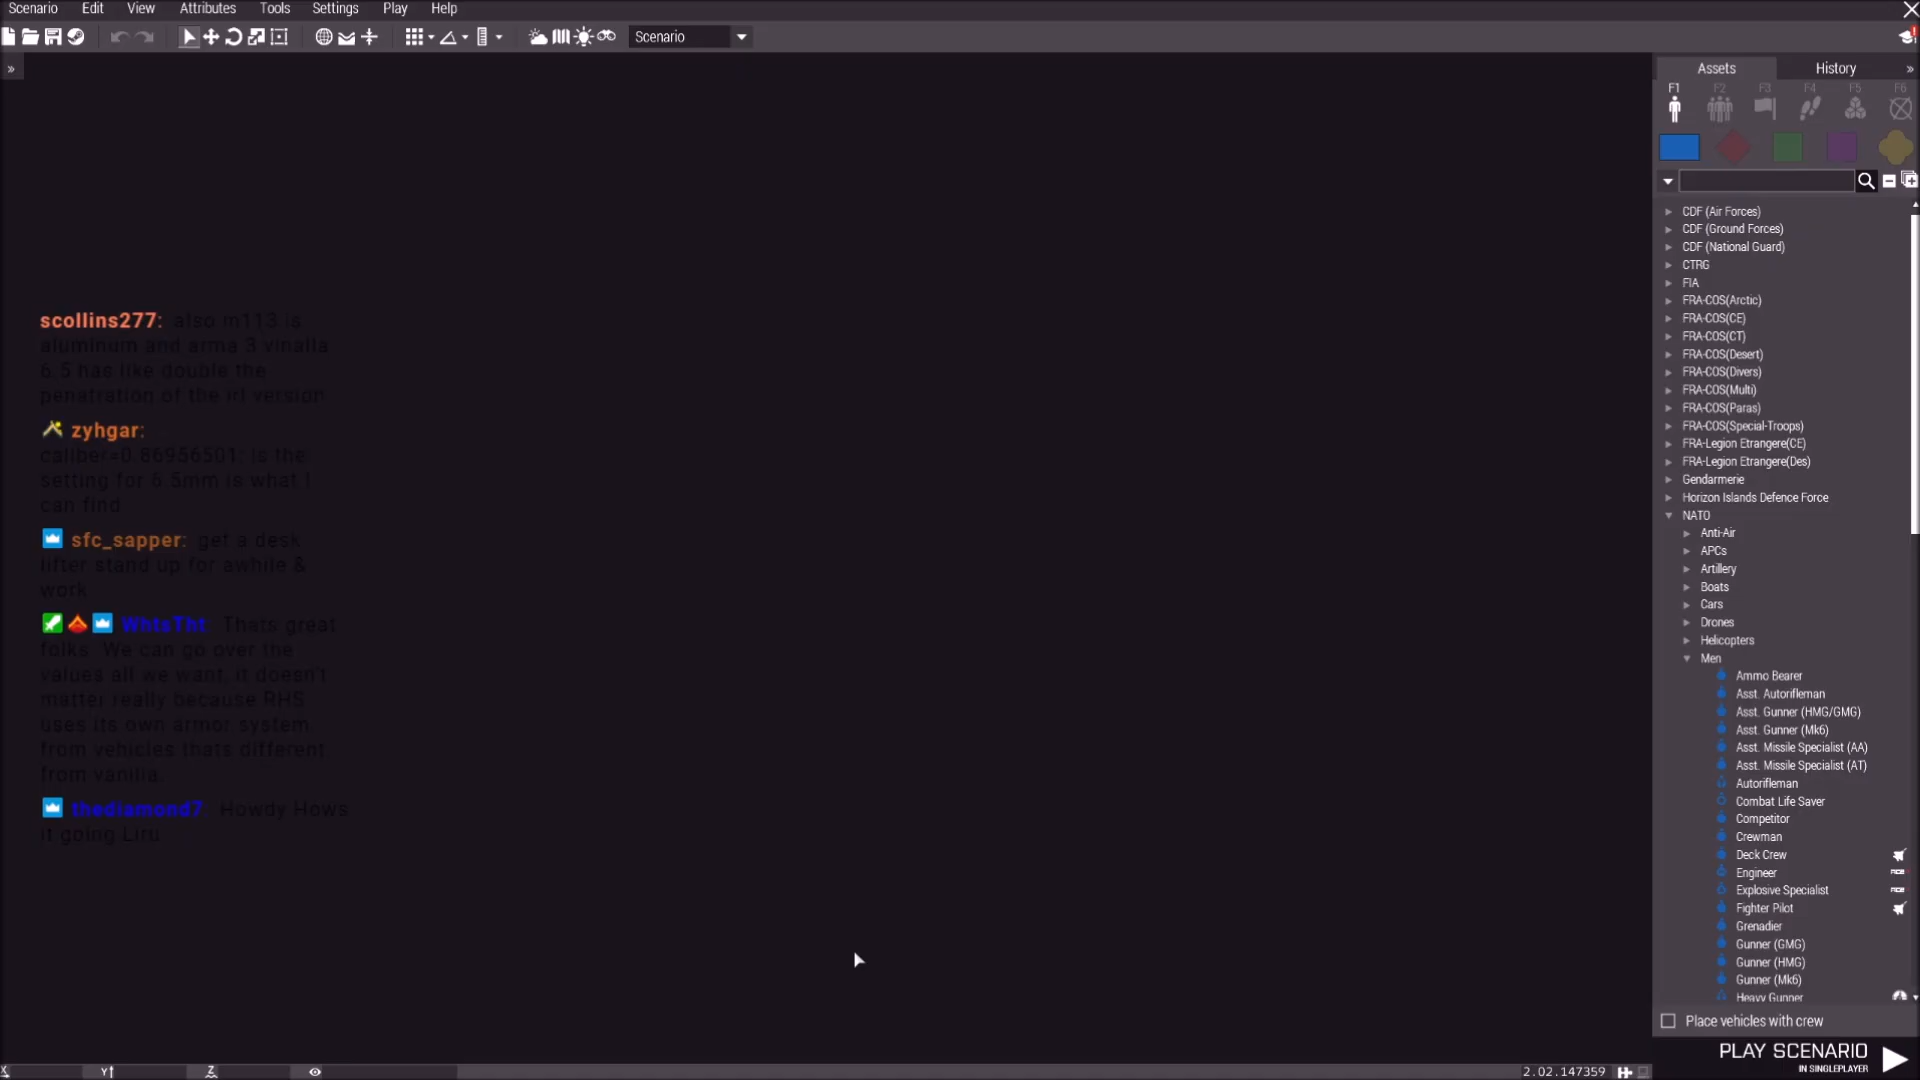 Scenario Edit View Attributes Tools Settings Play Help
Scenario
Assets History
F1 F2 F3 F4 F5 F6
CDF (Air Forces)
CDF (Ground Forces)
CDF (National Guard)
CTRG
FIA
FRA-COS(Arctic)
FRA-COS(CE)
FRA-COS(CT)
FRA-COS(Desert)
FRA-COS(Divers)
FRA-COS(Multi)
FRA-COS(Paras)
FRA-COS(Special-Troops)
FRA-Legion Etrangere(CE)
FRA-Legion Etrangere(Des)
Gendarmerie
Horizon Islands Defence Force
NATO
Anti-Air
APCs
Artillery
Boats
Cars
Drones
Helicopters
Men
Ammo Bearer
Asst. Autorifleman
Asst. Gunner (HMG/GMG)
Asst. Gunner (Mk6)
Asst. Missile Specialist (AA)
Asst. Missile Specialist (AT)
Autorifleman
Combat Life Saver
Competitor
Crewman
Deck Crew
Engineer
Explosive Specialist
Fighter Pilot
Grenadier
Gunner (GMG)
Gunner (HMG)
Gunner (Mk6)
Heavy Gunner
Place vehicles with crew
PLAY SCENARIO
IN SINGLEPLAYER
scollins277: also m113 is
aluminum and arma 3 vinalla
6.5 has like double the
penatration of the irl version
zyhgar:
caliber=0.86956501; is the
setting for 6.5mm is what I
can find
sfc_sapper: get a desk
lifter stand up for awhile &
work
WhtsTht: Thats great
folks. We can go over the
values all we want, it doesn't
matter really because RHS
uses its own armor system
from vehicles thats different
from vanilla.
thediamond7: Howdy Hows
it going Liru
X Y Z
2.02.147359